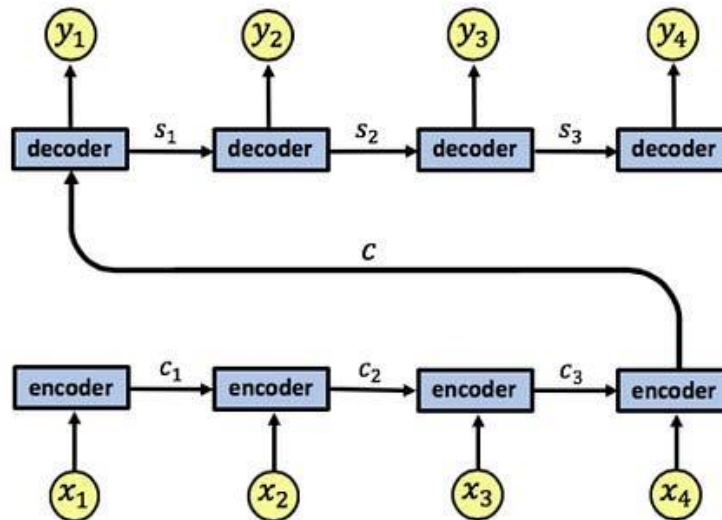 y₁ y₂ y₃ y₄
s₁ s₂ s₃
decoder decoder decoder decoder
c
c₁ c₂ c₃
encoder encoder encoder encoder
x₁ x₂ x₃ x₄